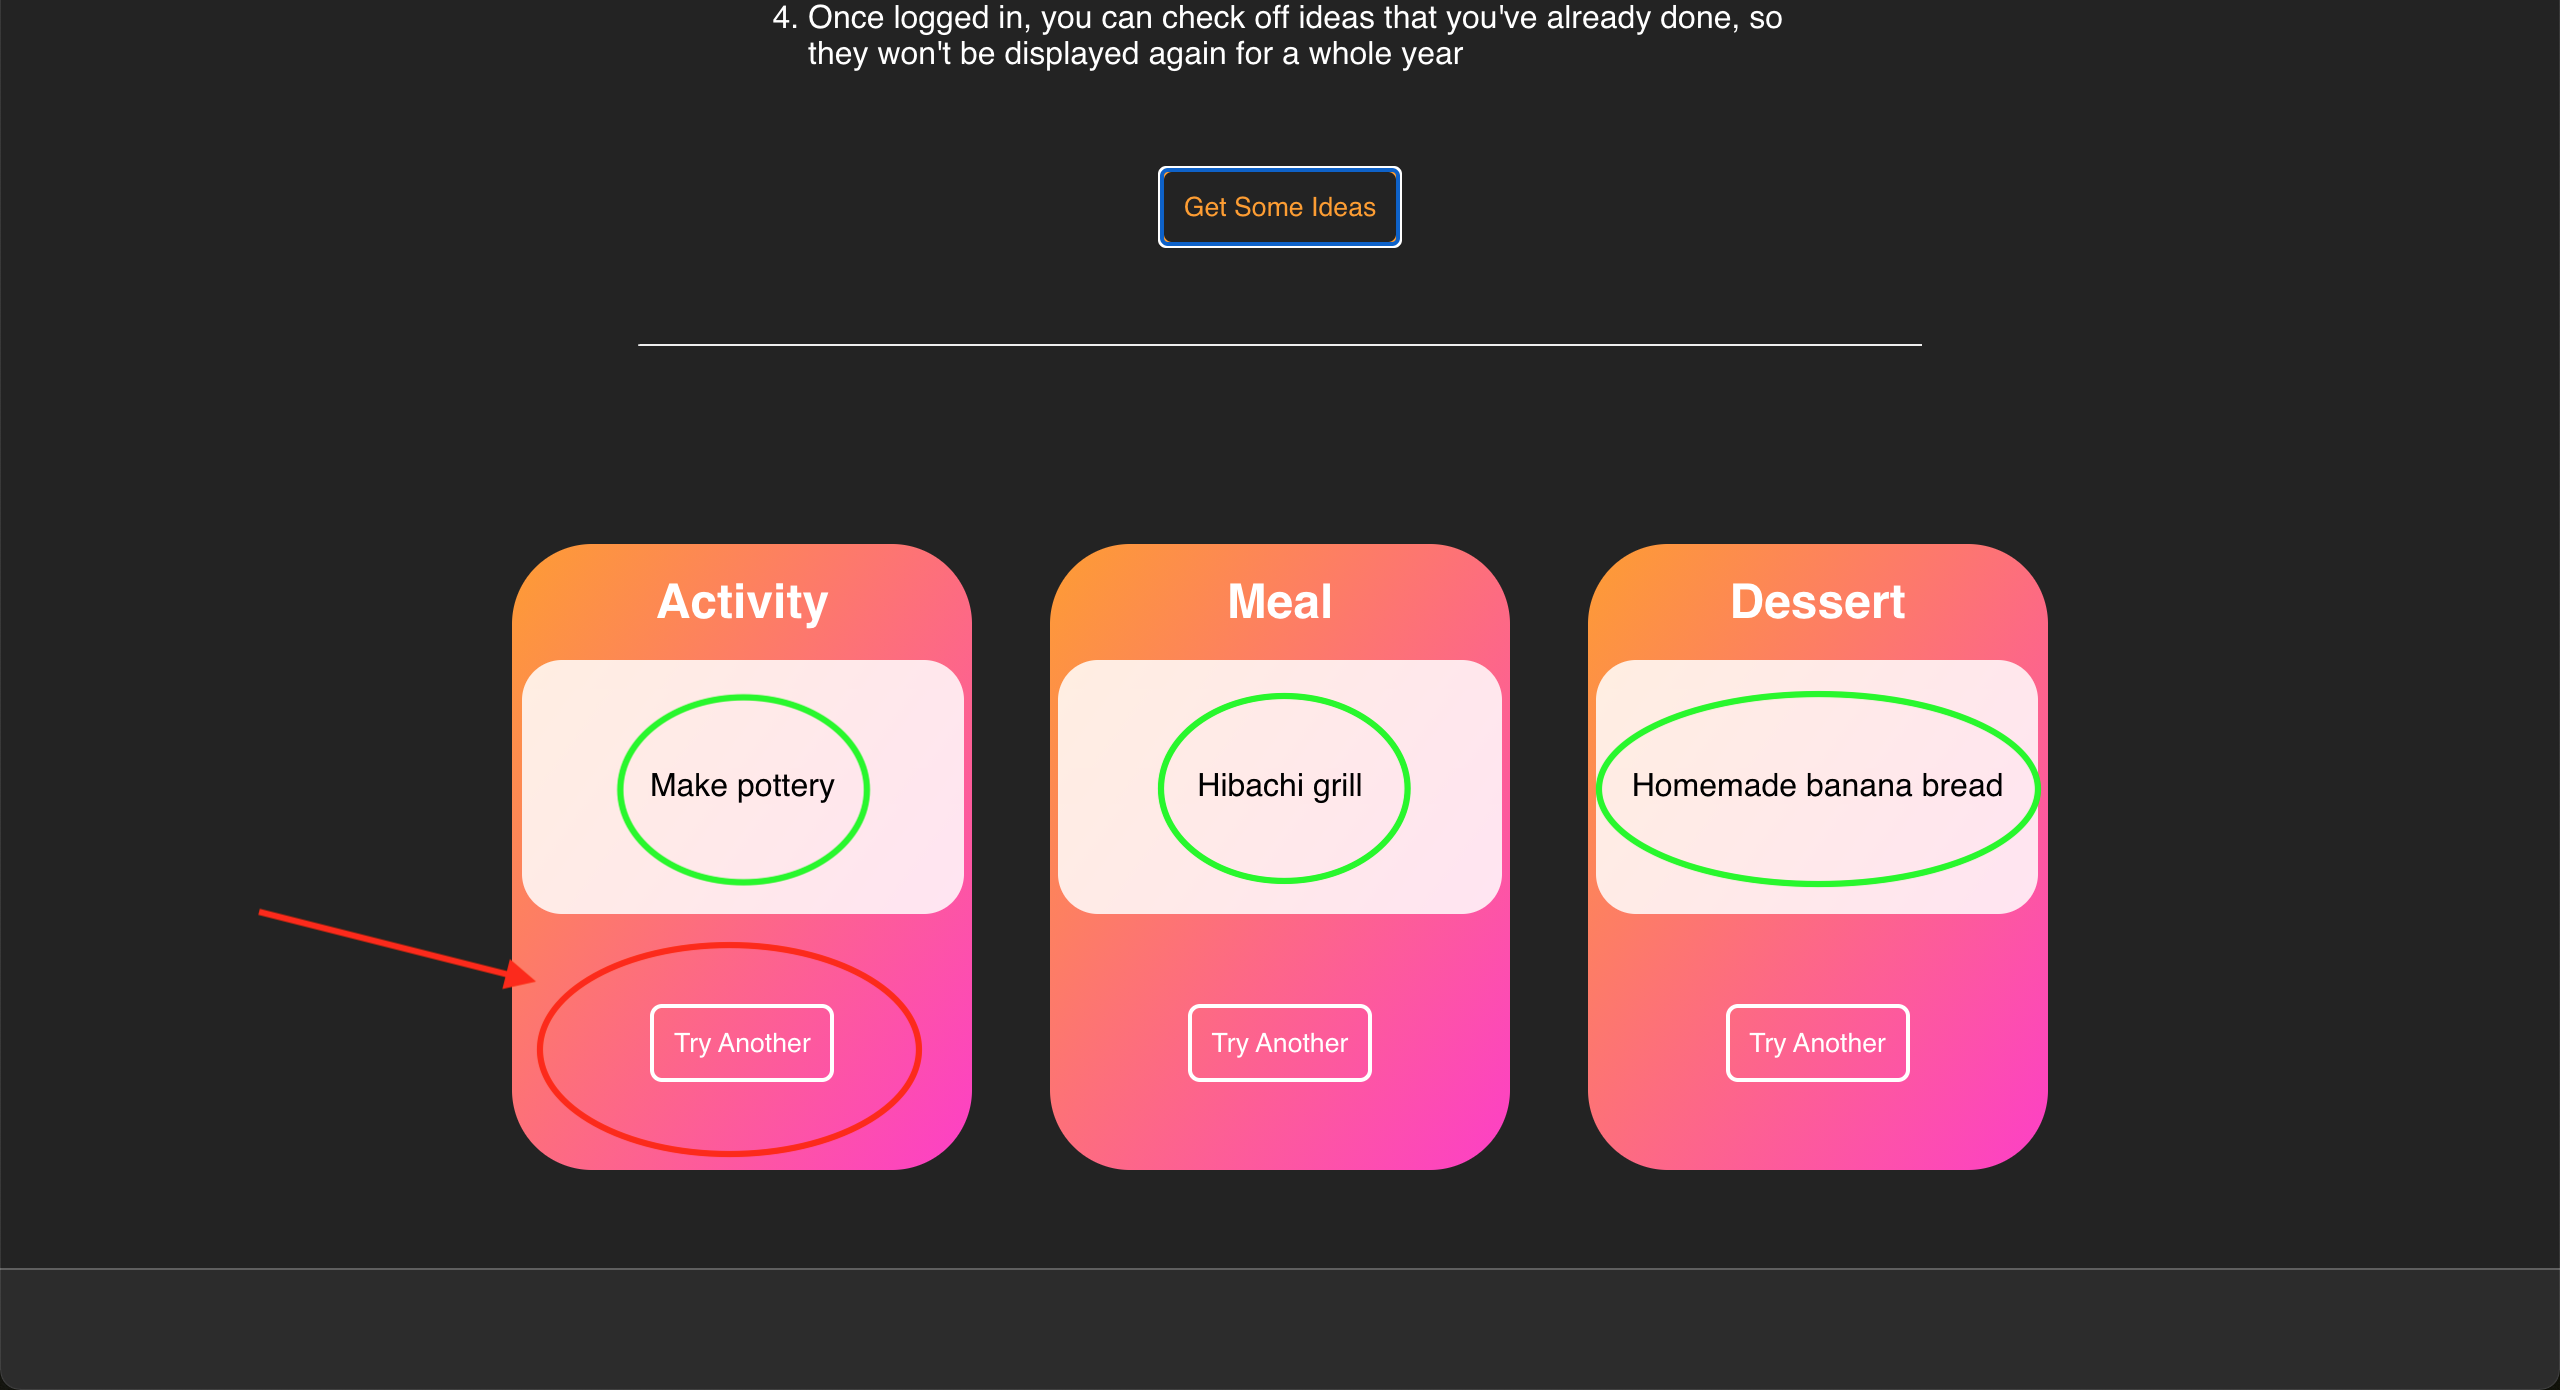 4. Once logged in, you can check off ideas that you've already done, so
they won't be displayed again for a whole year
Get Some Ideas
Activity
Make pottery
Try Another
Meal
Hibachi grill
Try Another
Dessert
Homemade banana bread
Try Another